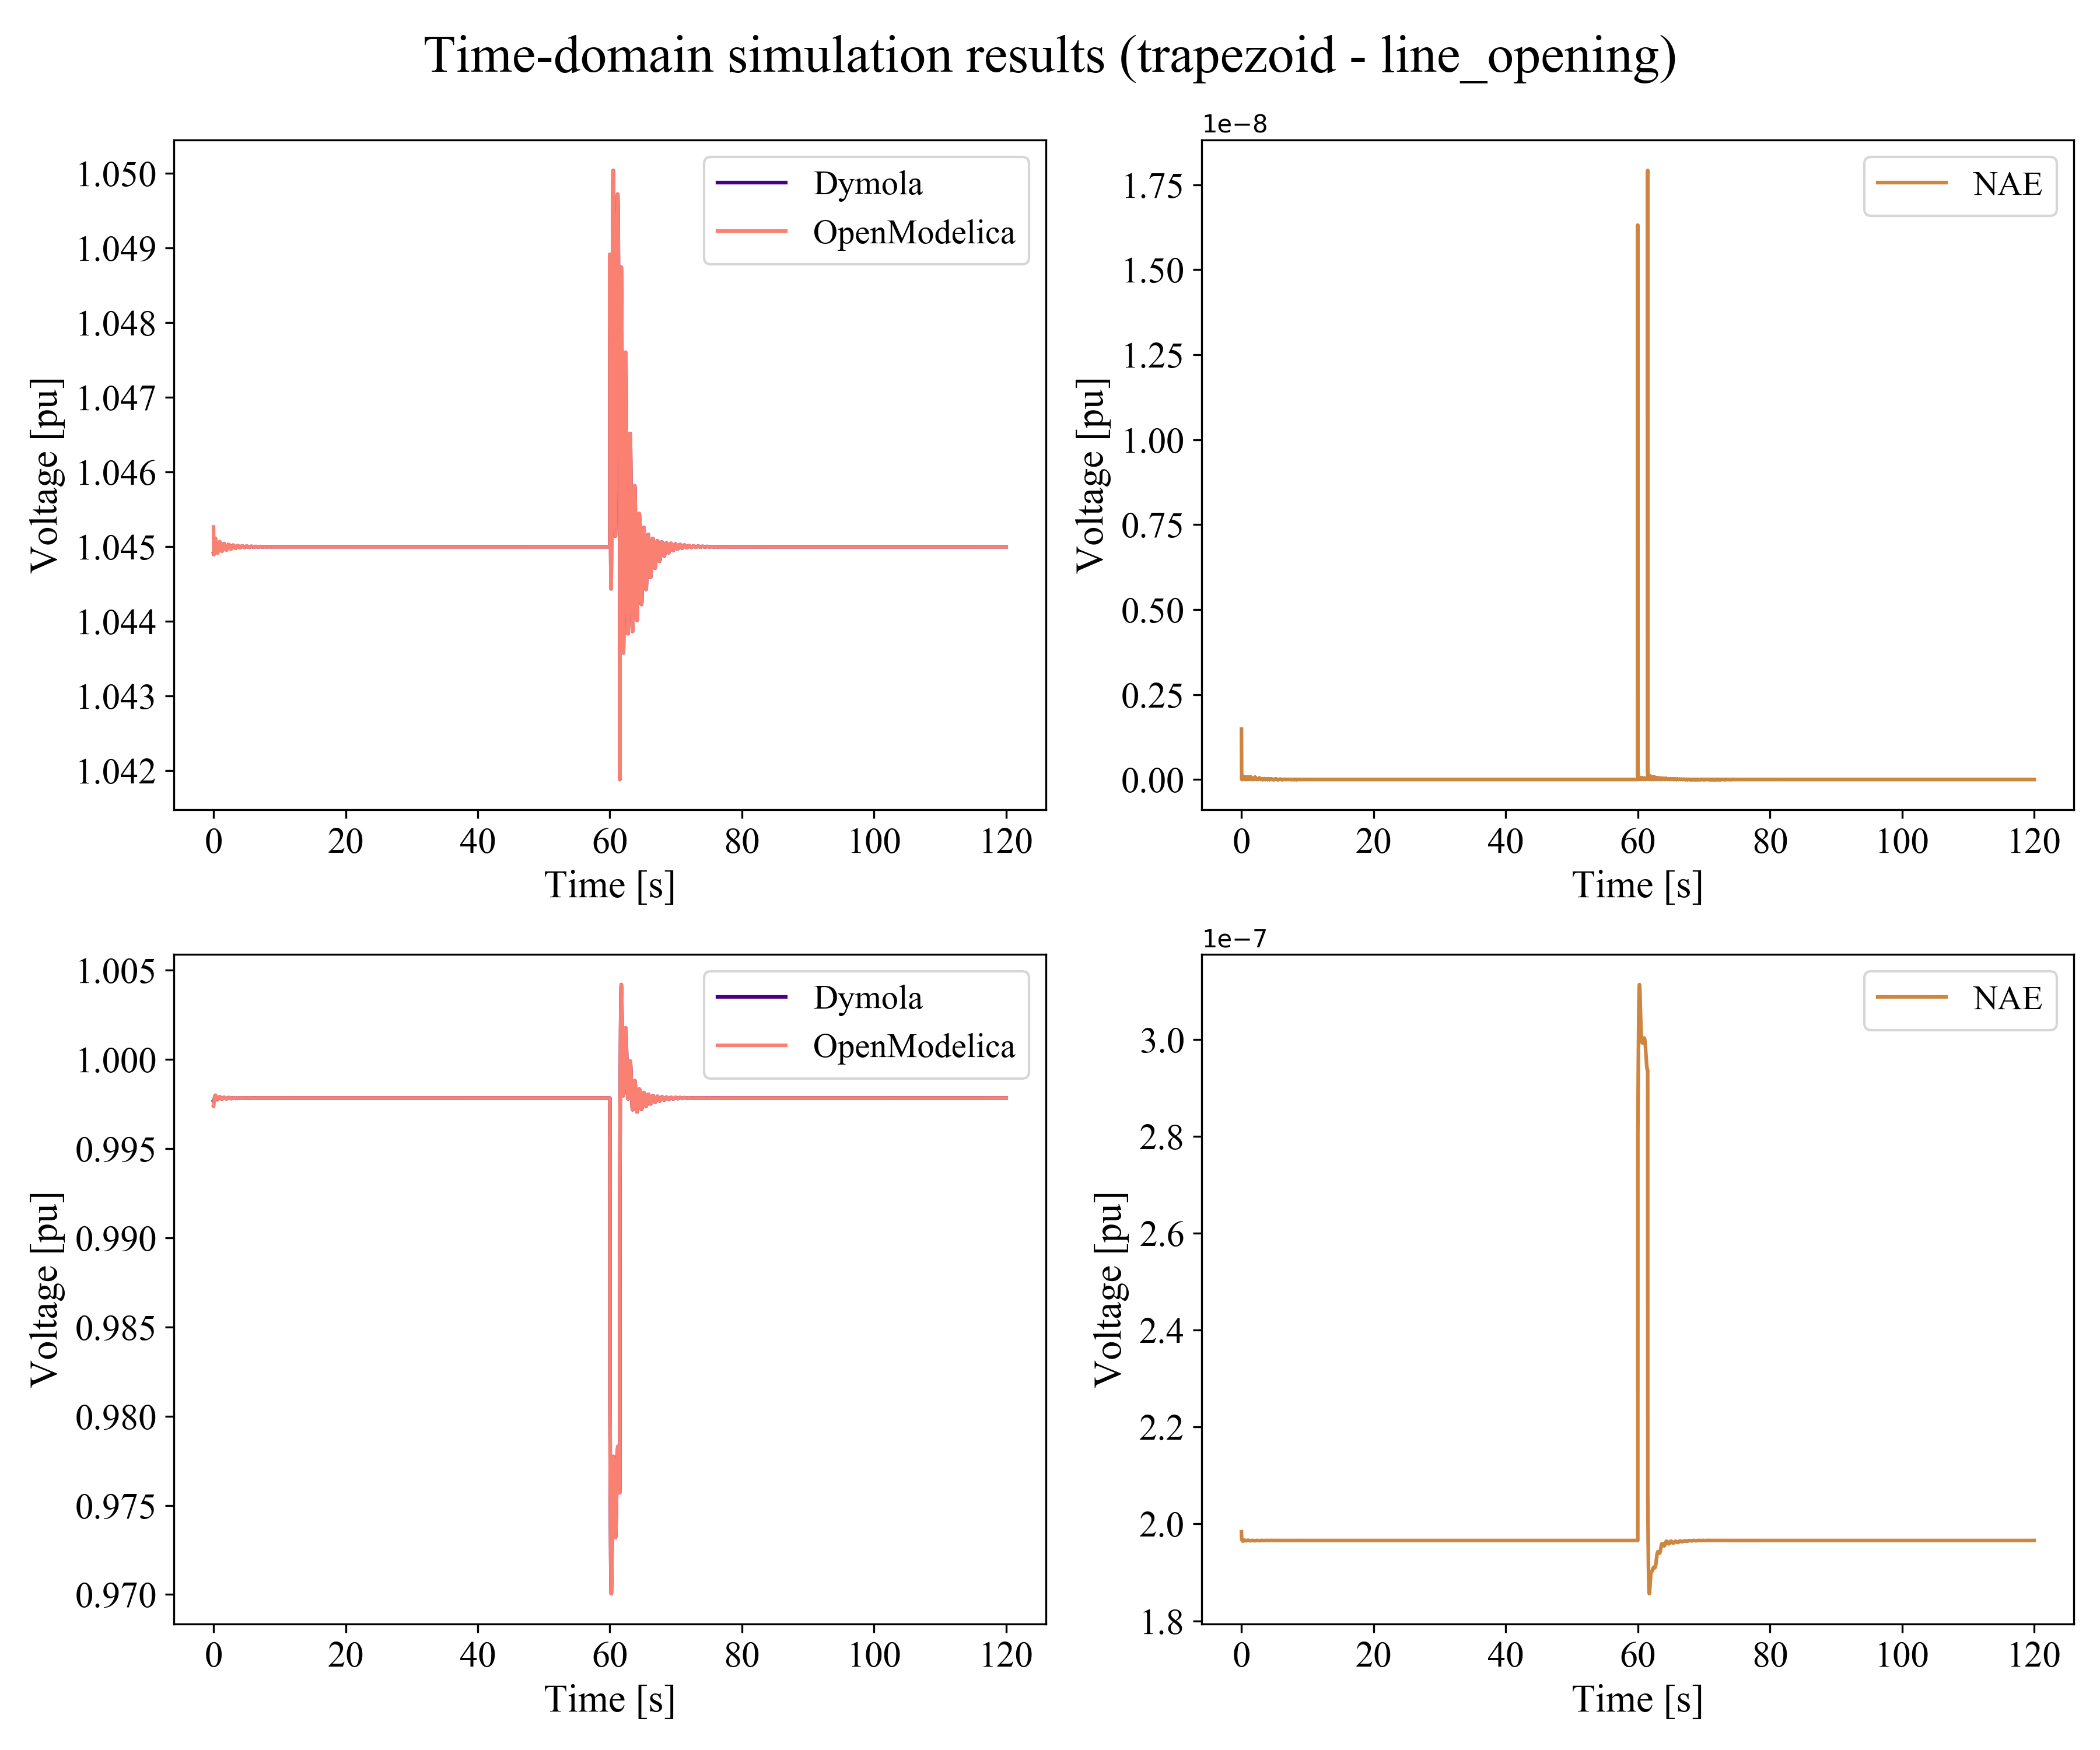 Time-domain simulation results (trapezoid - line_opening)
1.050
1.049
1.048
1.047
1.046
1.045
1.044
1.043
1.042
Voltage [pu]
Dymola
OpenModelica
0 20 40 60 80 100 120
Time [s]
1e−8
1.75
1.50
1.25
1.00
0.75
0.50
0.25
0.00
Voltage [pu]
NAE
0 20 40 60 80 100 120
Time [s]
1.005
1.000
0.995
0.990
0.985
0.980
0.975
0.970
Voltage [pu]
Dymola
OpenModelica
0 20 40 60 80 100 120
Time [s]
1e−7
3.0
2.8
2.6
2.4
2.2
2.0
1.8
Voltage [pu]
NAE
0 20 40 60 80 100 120
Time [s]